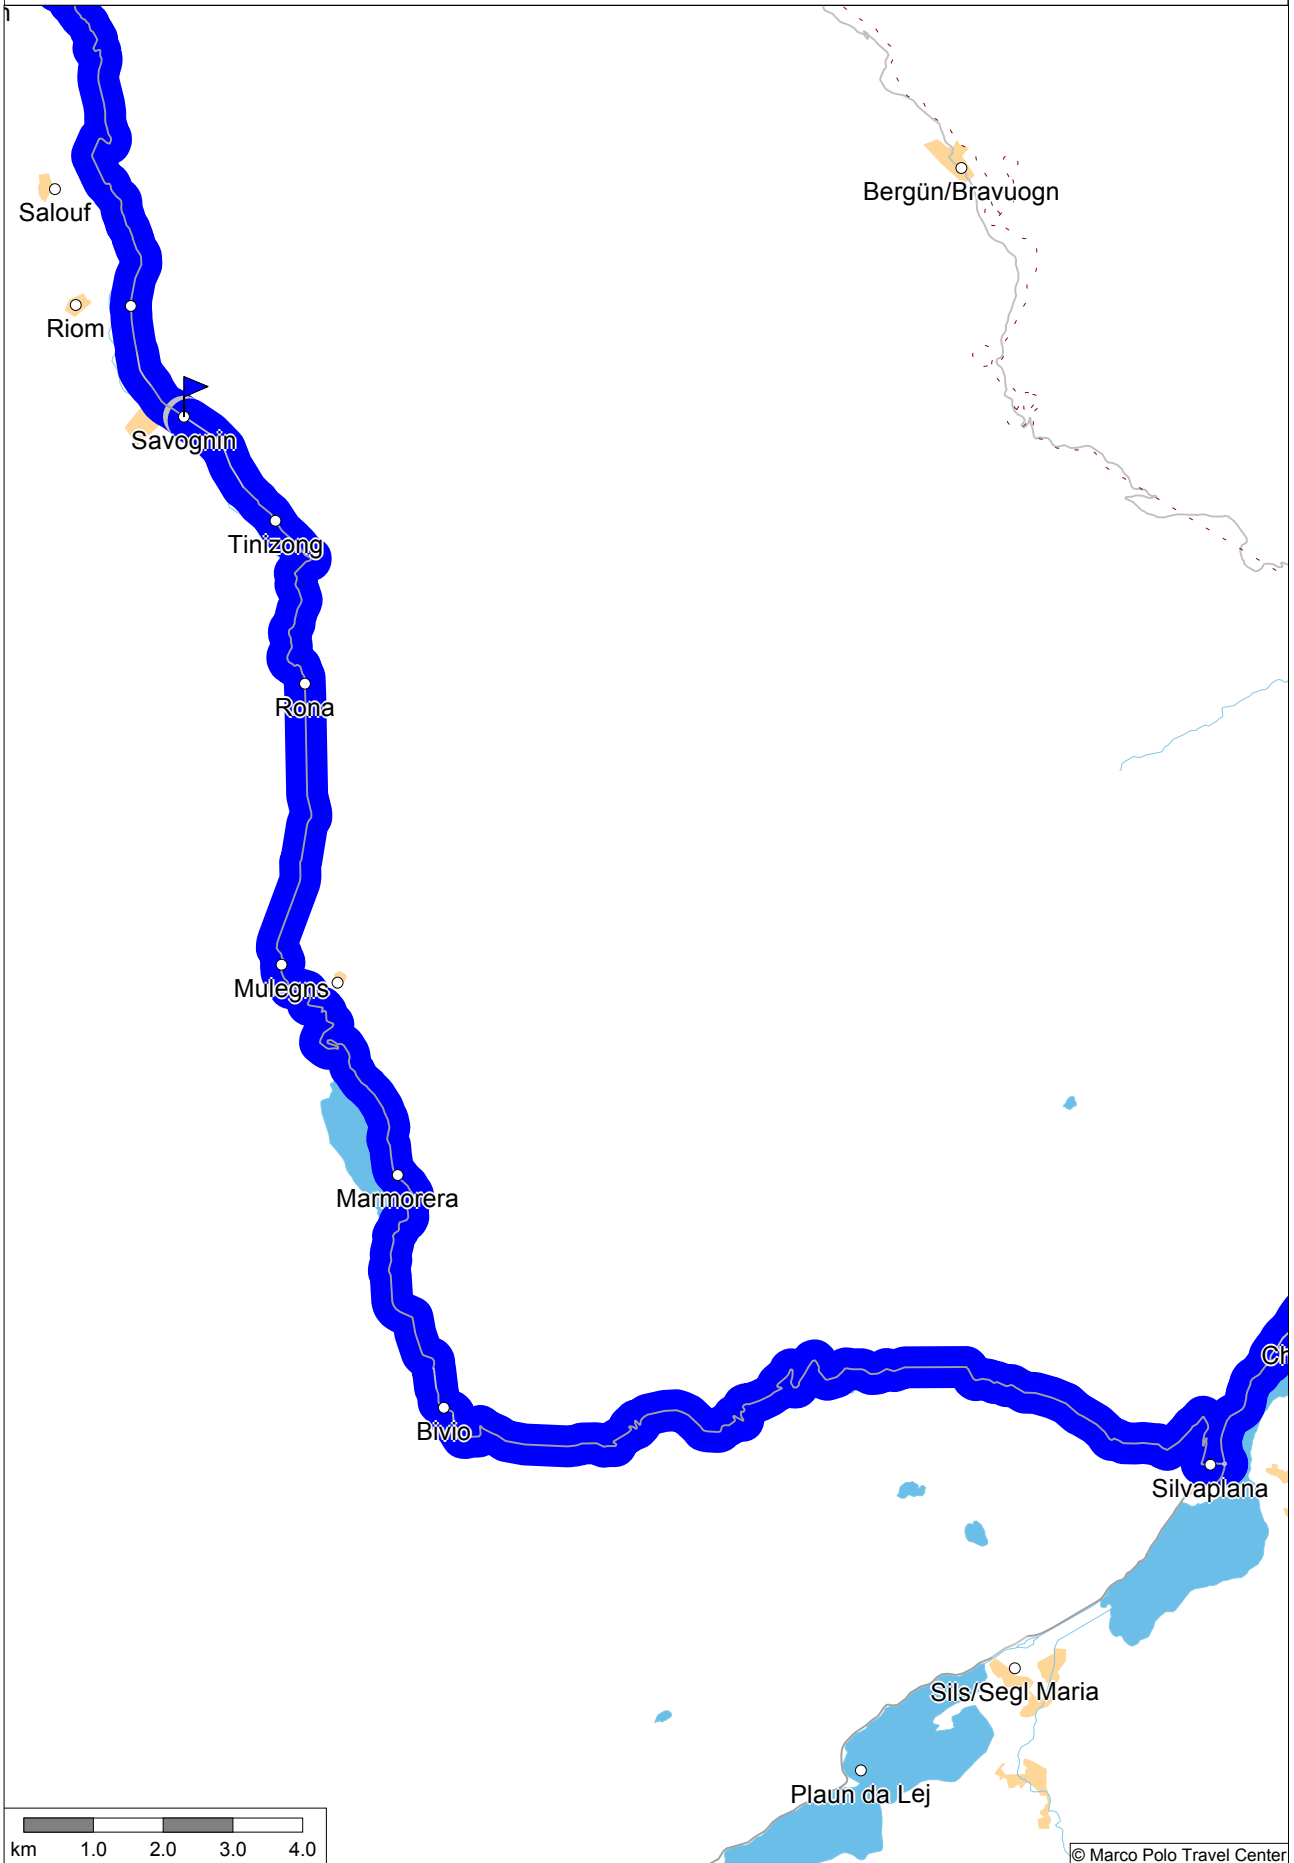 Bergün/Bravuogn
Salouf
Riom
Savognin
Tinizong
Rona
Mulegns
Marmorera
Ch
Bivio
Silvaplana
Sils/Segl Maria
Plaun da Lej
km 1.0 2.0 3.0 4.0
© Marco Polo Travel Center